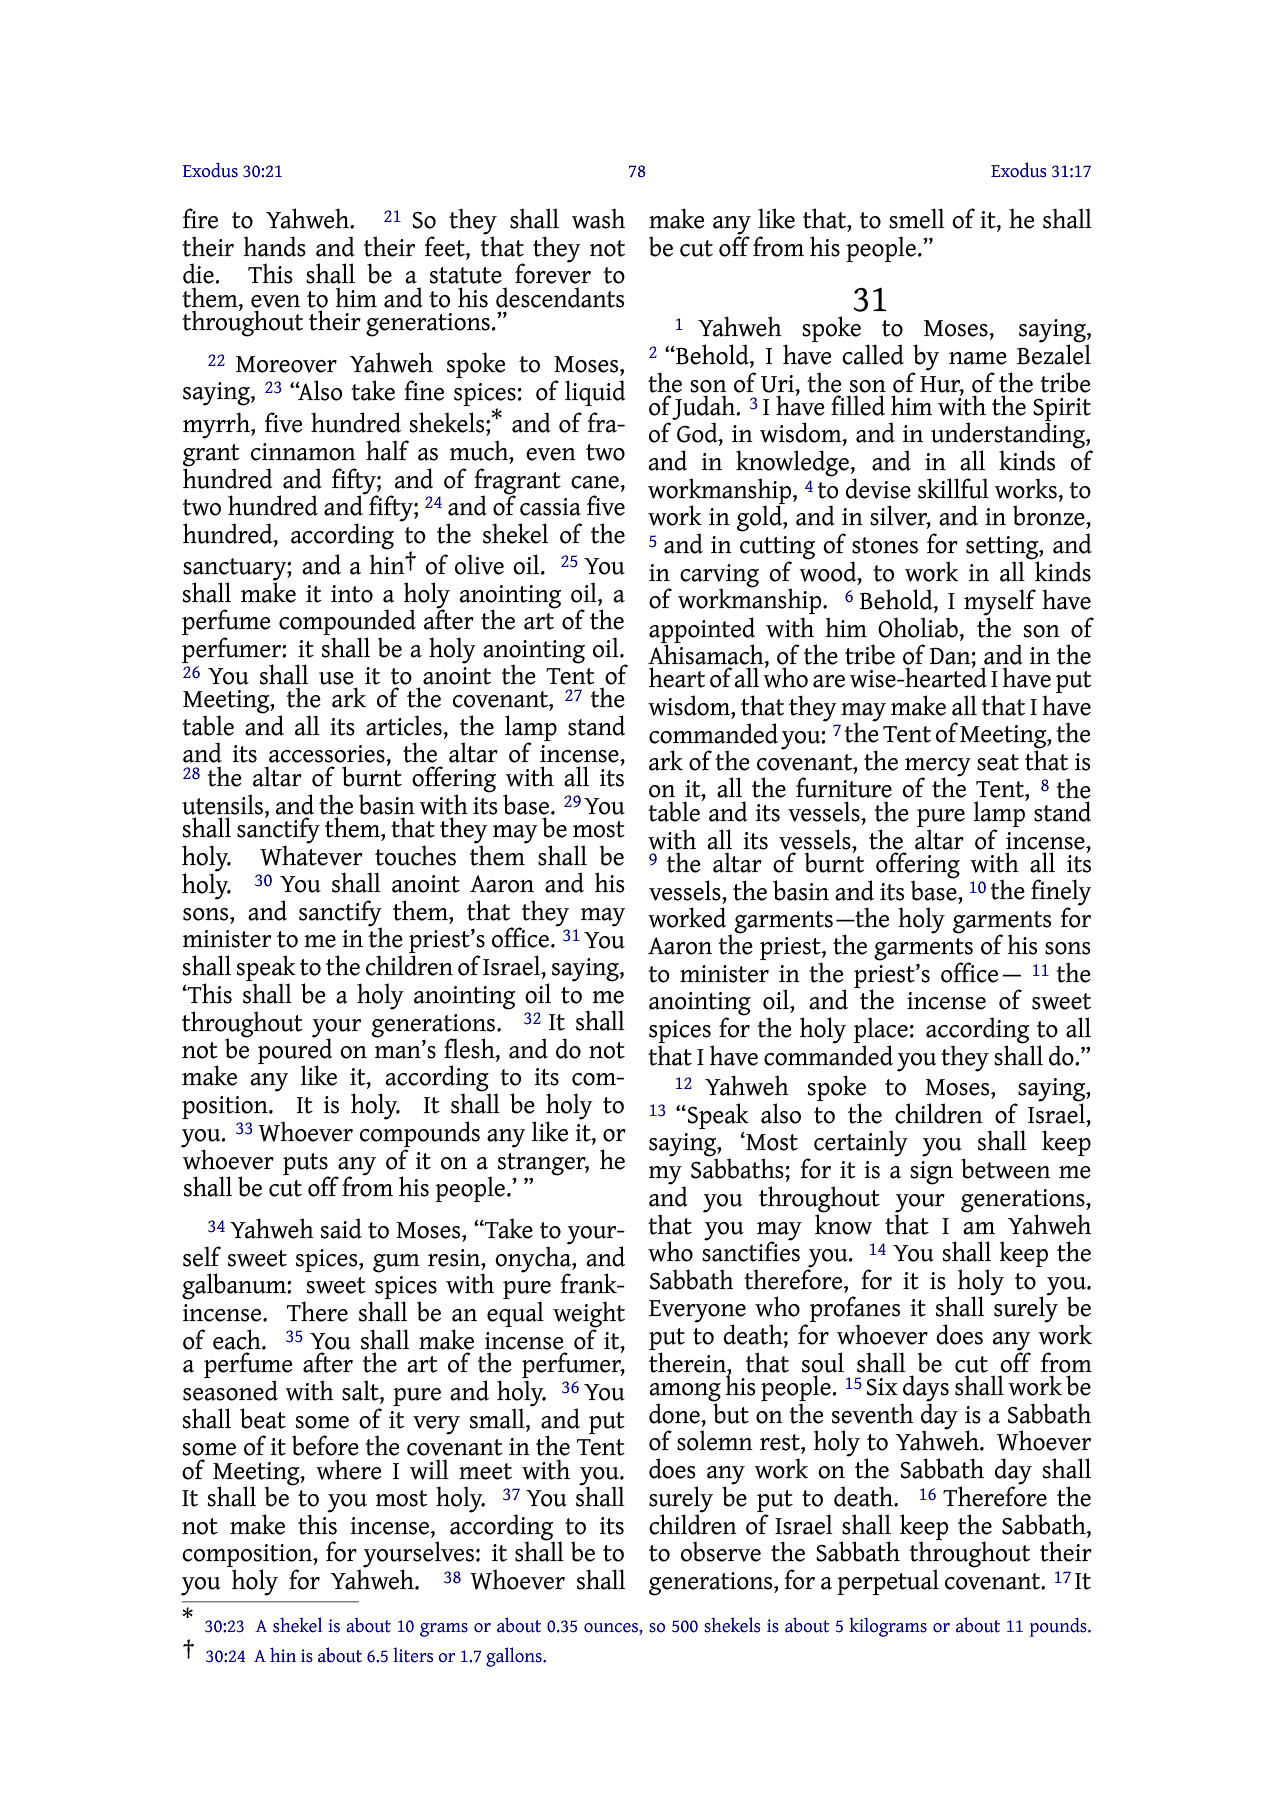 Exodus 30:21 78 Exodus 31:17
fire to Yahweh. 21 So they shall wash
their hands and their feet, that they not
die. This shall be a statute forever to
them, even to him and to his descendants
throughout their generations.”
22 Moreover Yahweh spoke to Moses,
saying, 23 “Also take fine spices: of liquid
myrrh, five hundred shekels;* and of fra-
grant cinnamon half as much, even two
hundred and fifty; and of fragrant cane,
two hundred and fifty; 24 and of cassia five
hundred, according to the shekel of the
sanctuary; and a hin† of olive oil. 25 You
shall make it into a holy anointing oil, a
perfume compounded after the art of the
perfumer: it shall be a holy anointing oil.
26 You shall use it to anoint the Tent of
Meeting, the ark of the covenant, 27 the
table and all its articles, the lamp stand
and its accessories, the altar of incense,
28 the altar of burnt offering with all its
utensils, and the basin with its base. 29 You
shall sanctify them, that they may be most
holy. Whatever touches them shall be
holy. 30 You shall anoint Aaron and his
sons, and sanctify them, that they may
minister to me in the priest’s office. 31 You
shall speak to the children of Israel, saying,
‘This shall be a holy anointing oil to me
throughout your generations. 32 It shall
not be poured on man’s flesh, and do not
make any like it, according to its com-
position. It is holy. It shall be holy to
you. 33 Whoever compounds any like it, or
whoever puts any of it on a stranger, he
shall be cut off from his people.’ ”
34 Yahweh said to Moses, “Take to your-
self sweet spices, gum resin, onycha, and
galbanum: sweet spices with pure frank-
incense. There shall be an equal weight
of each. 35 You shall make incense of it,
a perfume after the art of the perfumer,
seasoned with salt, pure and holy. 36 You
shall beat some of it very small, and put
some of it before the covenant in the Tent
of Meeting, where I will meet with you.
It shall be to you most holy. 37 You shall
not make this incense, according to its
composition, for yourselves: it shall be to
you holy for Yahweh. 38 Whoever shall
make any like that, to smell of it, he shall
be cut off from his people.”
31
1 Yahweh spoke to Moses, saying,
2 “Behold, I have called by name Bezalel
the son of Uri, the son of Hur, of the tribe
of Judah. 3 I have filled him with the Spirit
of God, in wisdom, and in understanding,
and in knowledge, and in all kinds of
workmanship, 4 to devise skillful works, to
work in gold, and in silver, and in bronze,
5 and in cutting of stones for setting, and
in carving of wood, to work in all kinds
of workmanship. 6 Behold, I myself have
appointed with him Oholiab, the son of
Ahisamach, of the tribe of Dan; and in the
heart of all who are wise-hearted I have put
wisdom, that they may make all that I have
commanded you: 7 the Tent of Meeting, the
ark of the covenant, the mercy seat that is
on it, all the furniture of the Tent, 8 the
table and its vessels, the pure lamp stand
with all its vessels, the altar of incense,
9 the altar of burnt offering with all its
vessels, the basin and its base, 10 the finely
worked garments—the holy garments for
Aaron the priest, the garments of his sons
to minister in the priest’s office— 11 the
anointing oil, and the incense of sweet
spices for the holy place: according to all
that I have commanded you they shall do.”
12 Yahweh spoke to Moses, saying,
13 “Speak also to the children of Israel,
saying, ‘Most certainly you shall keep
my Sabbaths; for it is a sign between me
and you throughout your generations,
that you may know that I am Yahweh
who sanctifies you. 14 You shall keep the
Sabbath therefore, for it is holy to you.
Everyone who profanes it shall surely be
put to death; for whoever does any work
therein, that soul shall be cut off from
among his people. 15 Six days shall work be
done, but on the seventh day is a Sabbath
of solemn rest, holy to Yahweh. Whoever
does any work on the Sabbath day shall
surely be put to death. 16 Therefore the
children of Israel shall keep the Sabbath,
to observe the Sabbath throughout their
generations, for a perpetual covenant. 17 It
* 30:23 A shekel is about 10 grams or about 0.35 ounces, so 500 shekels is about 5 kilograms or about 11 pounds.
† 30:24 A hin is about 6.5 liters or 1.7 gallons.